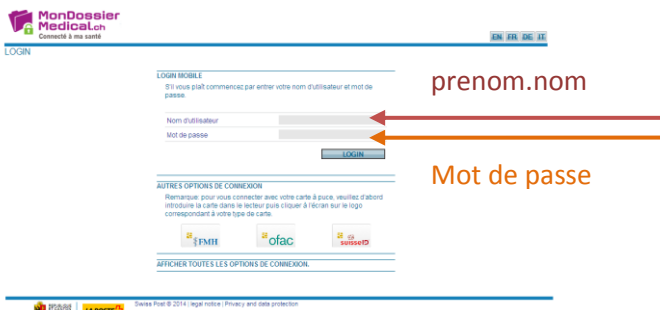 MonDossier
Medical.ch
Connecté à ma santé
EN FR DE IT
LOGIN
LOGIN MOBILE
S'il vous plaît commencez par entrer votre nom d'utilisateur et mot de
passe.
prenom.nom
Nom d'utilisateur
Mot de passe
LOGIN
Mot de passe
AUTRES OPTIONS DE CONNEXION
Remarque: pour vous connecter avec votre carte à puce, veuillez d'abord
introduire la carte dans le lecteur puis cliquer à l'écran sur le logo
correspondant à votre type de carte.
FMH
ofac
suisseID
AFFICHER TOUTES LES OPTIONS DE CONNEXION.
Swiss Post © 2014 | legal notice | Privacy and data protection
LA POSTE